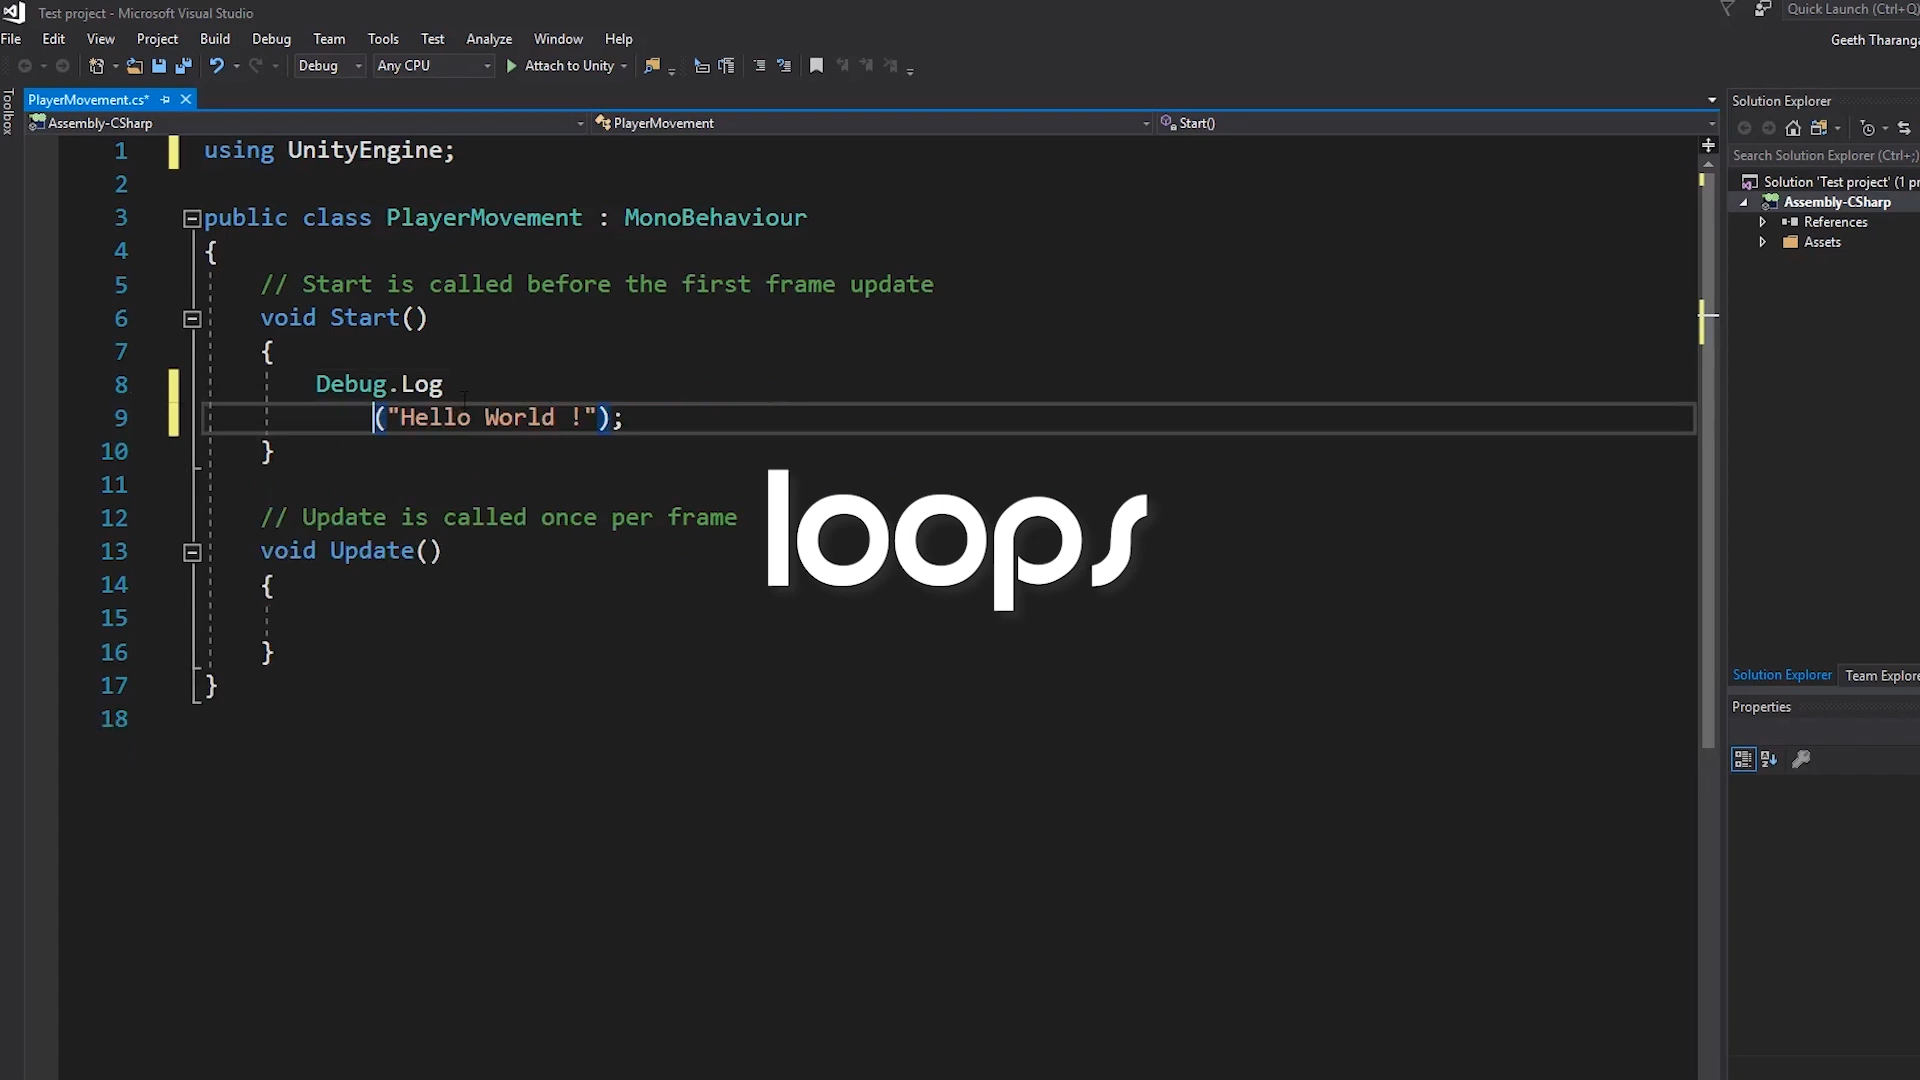 Test project - Microsoft Visual Studio
Quick Launch (Ctrl+Q)
File Edit View Project Build Debug Team Tools Test Analyze Window Help
Geeth Tharanga
Debug Any CPU Attach to Unity
Toolbox
PlayerMovement.cs*
Assembly-CSharp PlayerMovement Start()
1 using UnityEngine;
2
3 public class PlayerMovement : MonoBehaviour
4 {
5 // Start is called before the first frame update
6 void Start()
7 {
8 Debug.Log
9 ("Hello World !");
10 }
11
12 // Update is called once per frame
13 void Update()
14 {
15
16 }
17 }
18
loops
Solution Explorer
Search Solution Explorer (Ctrl+;)
Solution 'Test project' (1 pr
Assembly-CSharp
References
Assets
Solution Explorer Team Explore
Properties